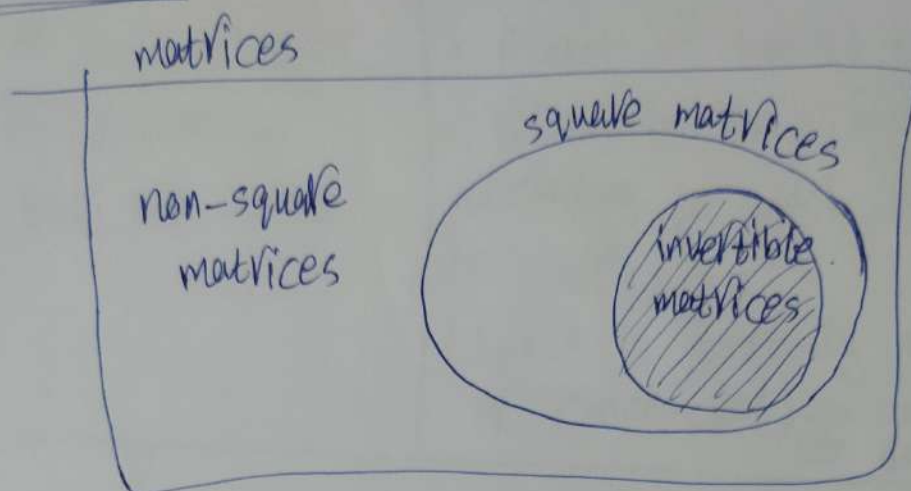 matrices
square matrices
non-square
matrices
invertible
matrices